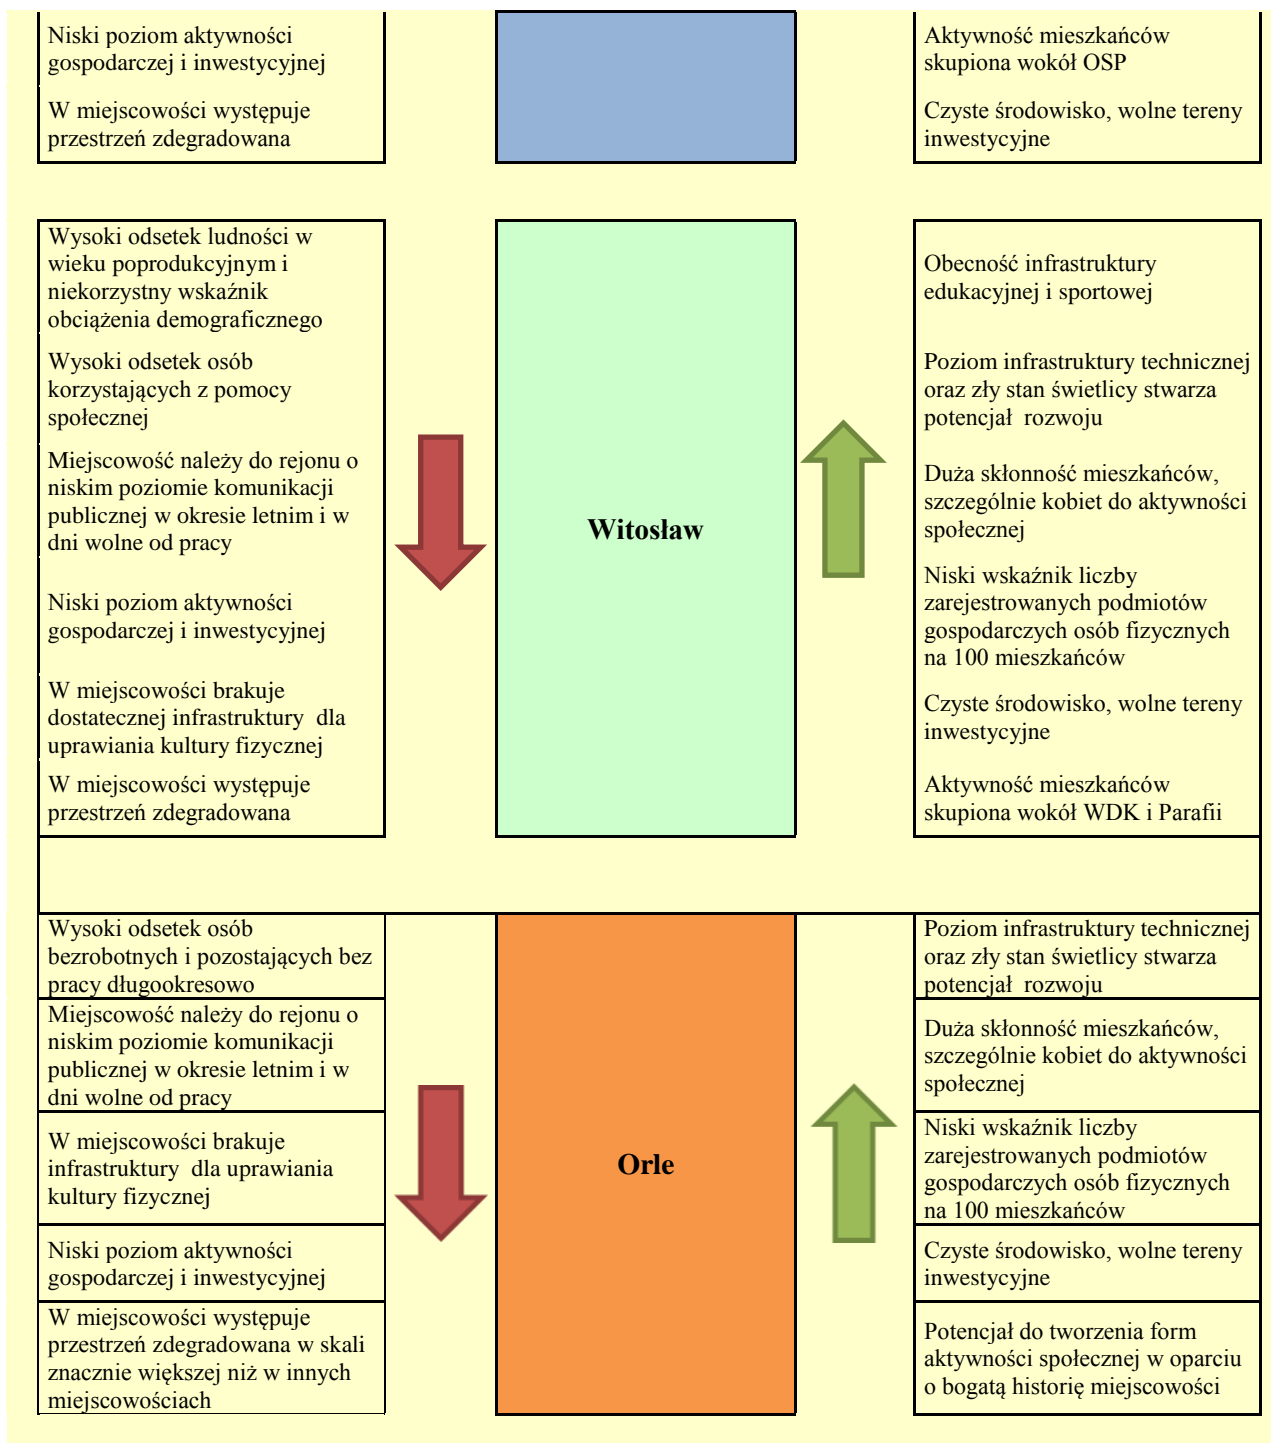 Niski poziom aktywności
gospodarczej i inwestycyjnej
W miejscowości występuje
przestrzeń zdegradowana
Aktywność mieszkańców
skupiona wokół OSP
Czyste środowisko, wolne tereny
inwestycyjne
Wysoki odsetek ludności w
wieku poprodukcyjnym i
niekorzystny wskaźnik
obciążenia demograficznego
Wysoki odsetek osób
korzystających z pomocy
społecznej
Miejscowość należy do rejonu o
niskim poziomie komunikacji
publicznej w okresie letnim i w
dni wolne od pracy
Niski poziom aktywności
gospodarczej i inwestycyjnej
W miejscowości brakuje
dostatecznej infrastruktury  dla
uprawiania kultury fizycznej
W miejscowości występuje
przestrzeń zdegradowana
Witosław
Obecność infrastruktury
edukacyjnej i sportowej
Poziom infrastruktury technicznej
oraz zły stan świetlicy stwarza
potencjał  rozwoju
Duża skłonność mieszkańców,
szczególnie kobiet do aktywności
społecznej
Niski wskaźnik liczby
zarejestrowanych podmiotów
gospodarczych osób fizycznych
na 100 mieszkańców
Czyste środowisko, wolne tereny
inwestycyjne
Aktywność mieszkańców
skupiona wokół WDK i Parafii
Wysoki odsetek osób
bezrobotnych i pozostających bez
pracy długookresowo
Miejscowość należy do rejonu o
niskim poziomie komunikacji
publicznej w okresie letnim i w
dni wolne od pracy
W miejscowości brakuje
infrastruktury  dla uprawiania
kultury fizycznej
Niski poziom aktywności
gospodarczej i inwestycyjnej
W miejscowości występuje
przestrzeń zdegradowana w skali
znacznie większej niż w innych
miejscowościach
Orle
Poziom infrastruktury technicznej
oraz zły stan świetlicy stwarza
potencjał  rozwoju
Duża skłonność mieszkańców,
szczególnie kobiet do aktywności
społecznej
Niski wskaźnik liczby
zarejestrowanych podmiotów
gospodarczych osób fizycznych
na 100 mieszkańców
Czyste środowisko, wolne tereny
inwestycyjne
Potencjał do tworzenia form
aktywności społecznej w oparciu
o bogatą historię miejscowości